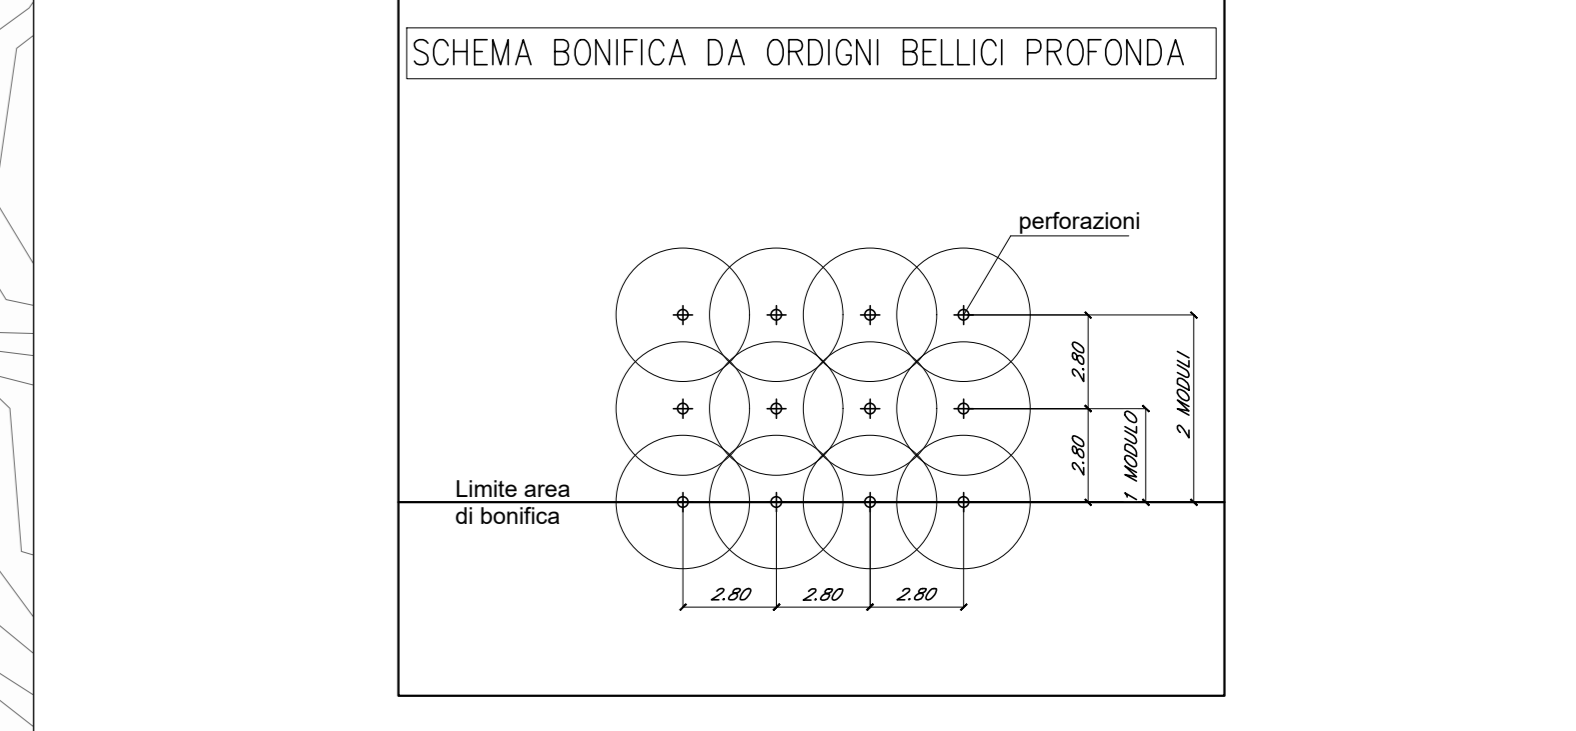 SCHEMA BONIFICA DA ORDIGNI BELLICI PROFONDA
perforazioni
2.80
2 MODULI
2.80
1 MODULO
Limite area
di bonifica
2.80
2.80
2.80